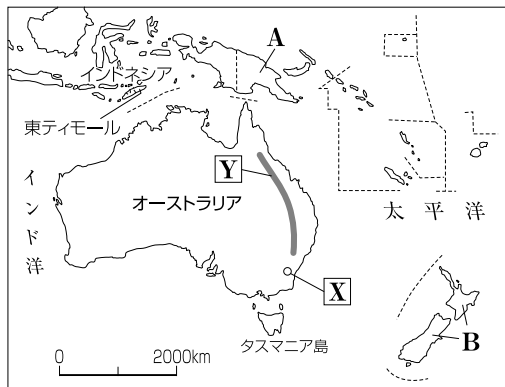 A
インドネシア
東ティモール
Y
インド洋
オーストラリア
太平洋
X
B
タスマニア島
0 2000km